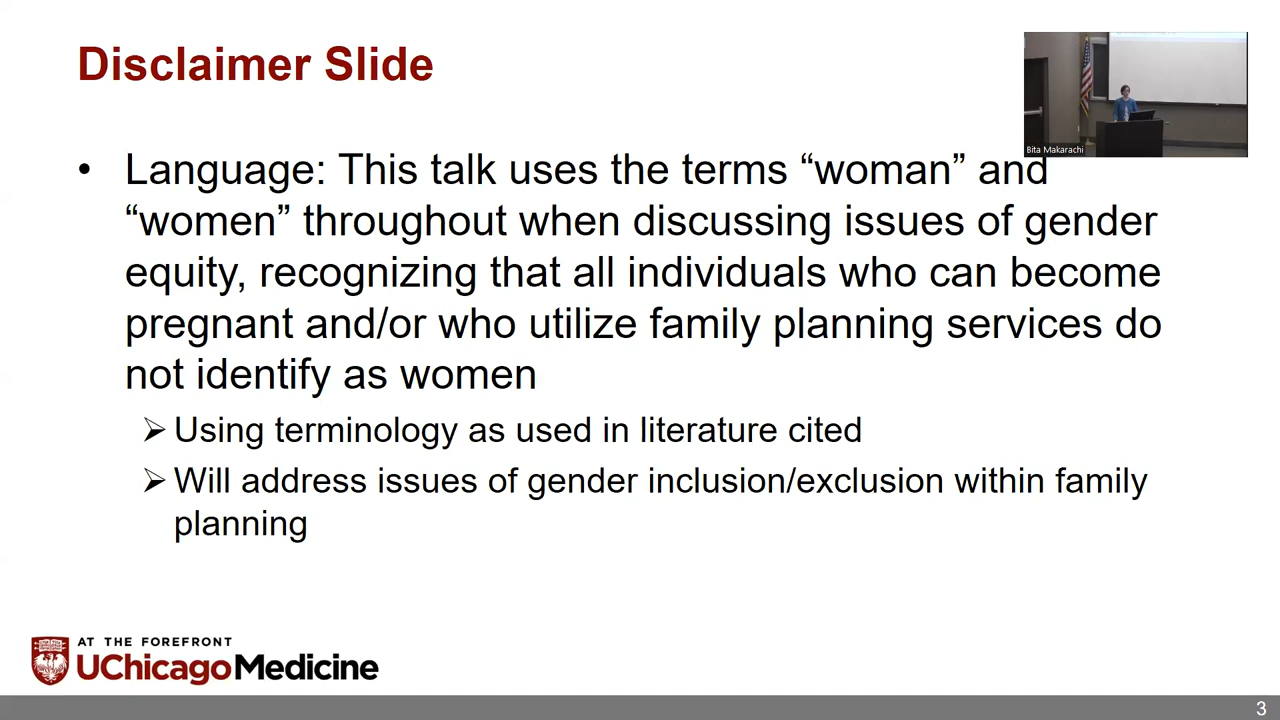 Disclaimer Slide
Bita Makarachi
• Language: This talk uses the terms “woman” and
“women” throughout when discussing issues of gender
equity, recognizing that all individuals who can become
pregnant and/or who utilize family planning services do
not identify as women
➢ Using terminology as used in literature cited
➢ Will address issues of gender inclusion/exclusion within family
planning
AT THE FOREFRONT
UChicagoMedicine
3